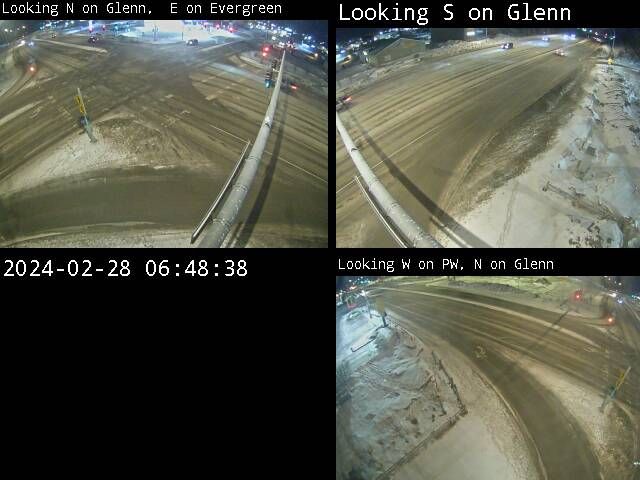 Looking N on Glenn,  E on Evergreen
Looking S on Glenn
2024-02-28 06:48:38
Looking W on PW, N on Glenn